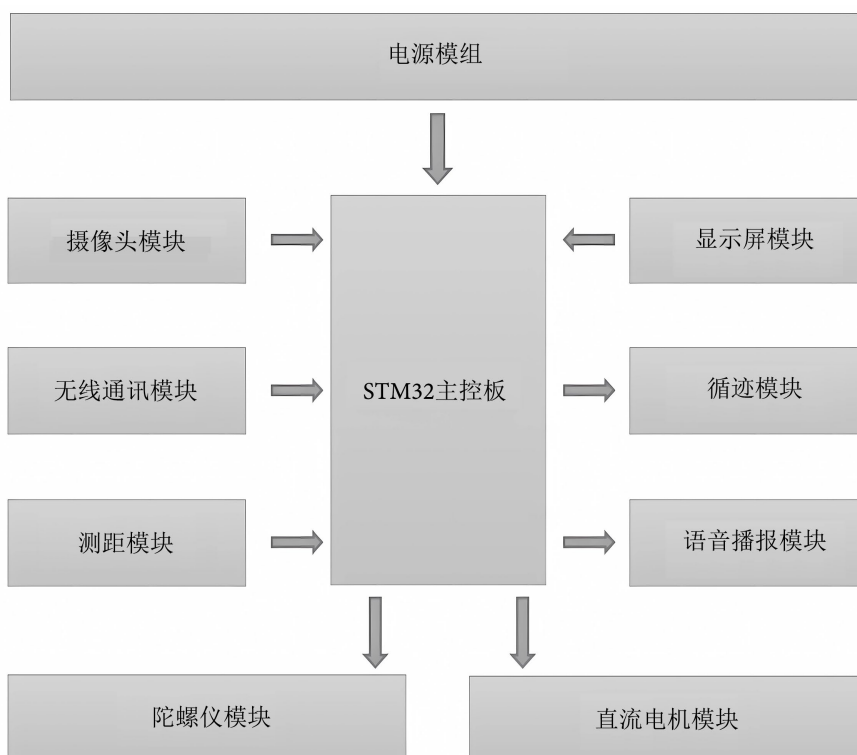 电源模组
摄像头模块
显示屏模块
无线通讯模块
STM32主控板
循迹模块
测距模块
语音播报模块
陀螺仪模块
直流电机模块